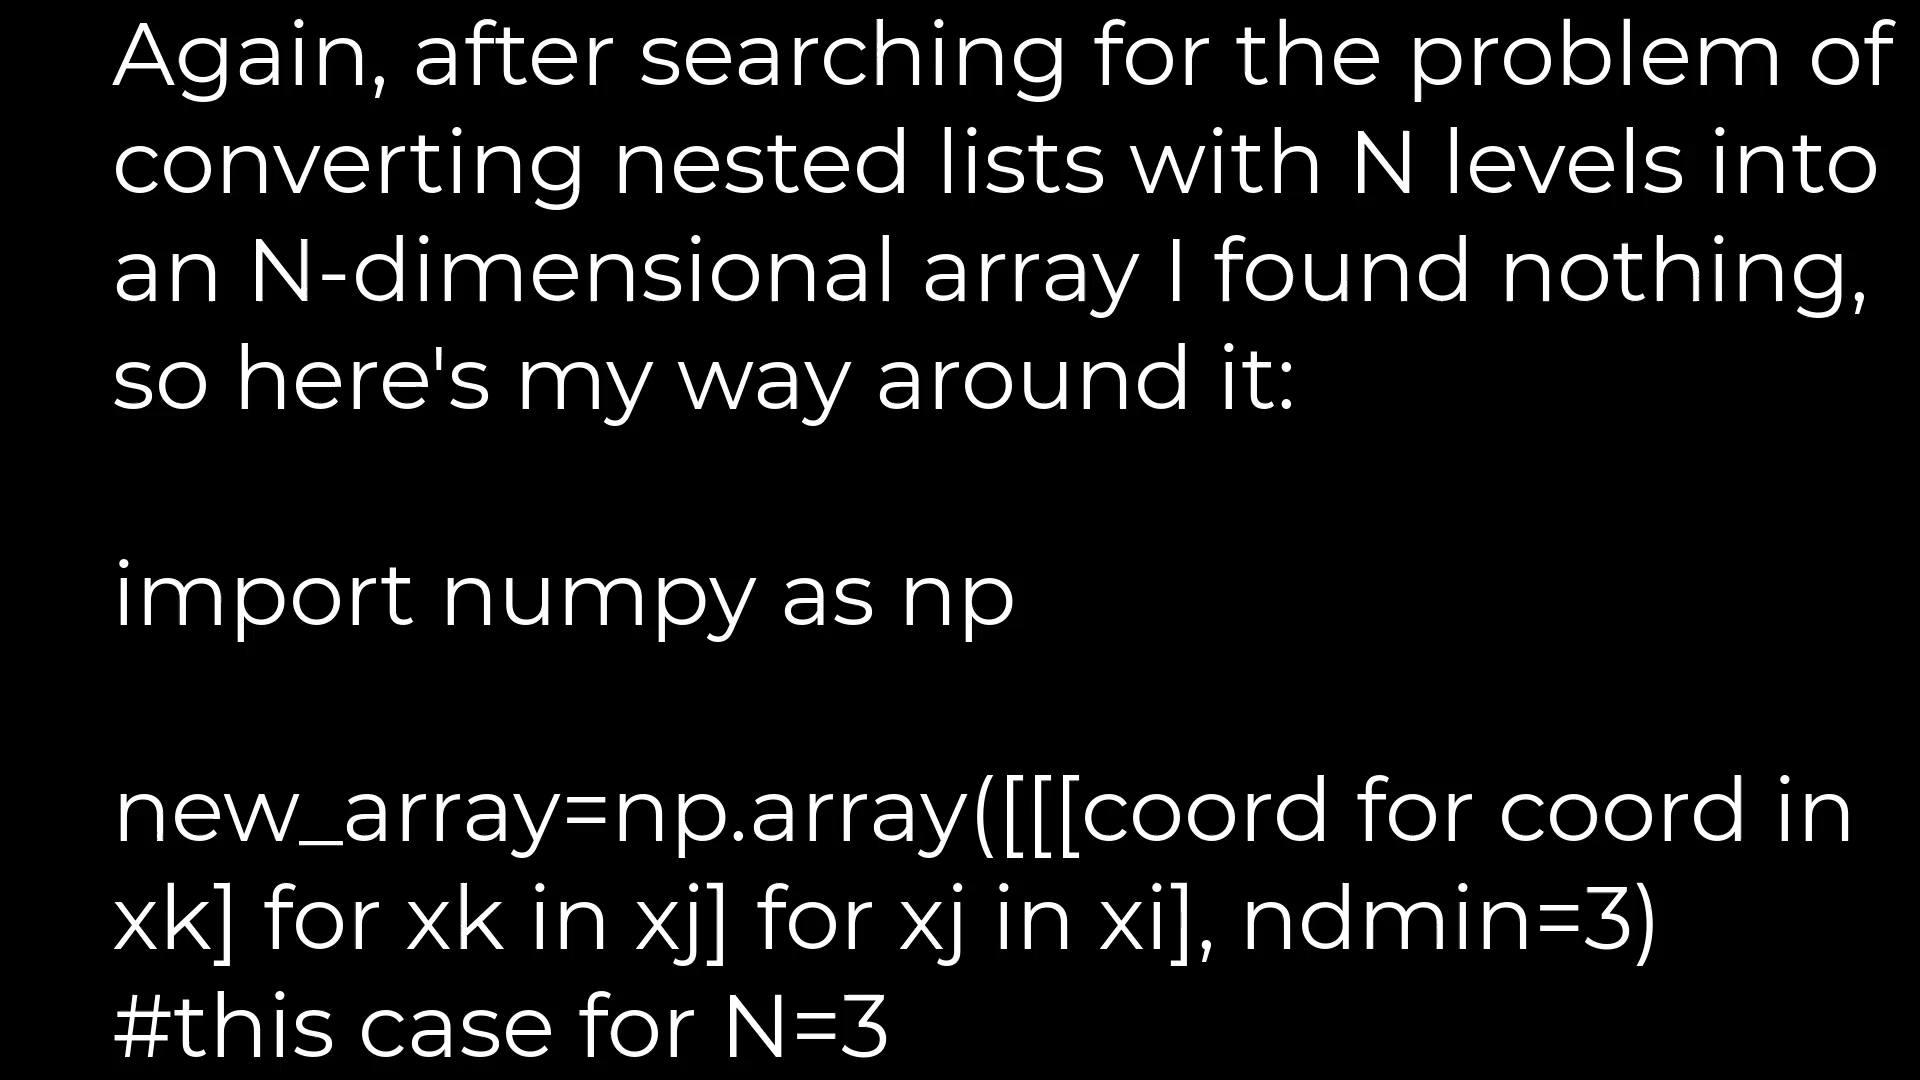 Again, after searching for the problem of
converting nested lists with N levels into
an N-dimensional array I found nothing,
so here's my way around it:
import numpy as np
new_array=np.array([[[coord for coord in
xk] for xk in xj] for xj in xi], ndmin=3)
#this case for N=3